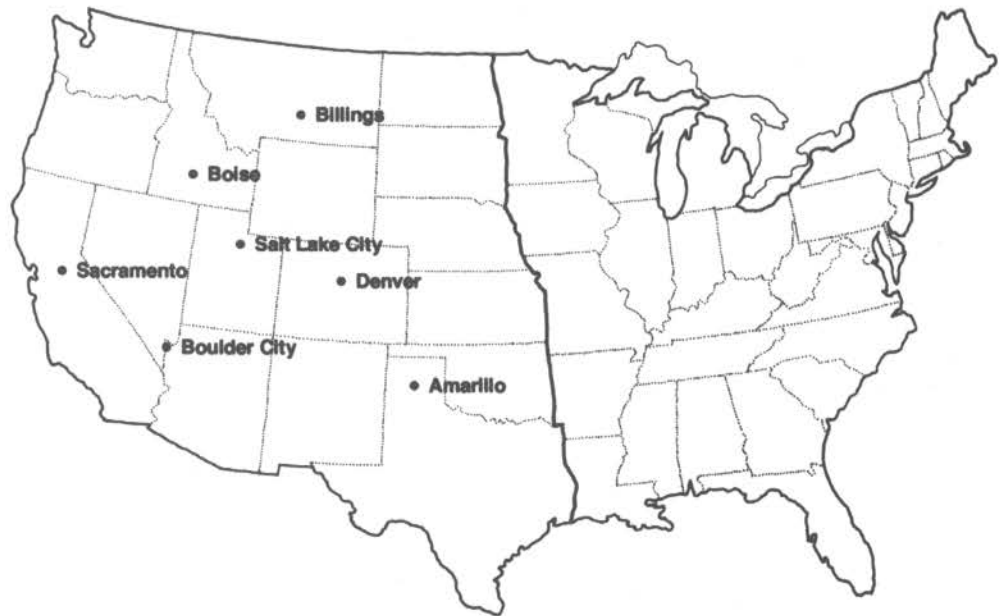 Billings
Boise
Salt Lake City
Sacramento
Denver
Boulder City
Amarillo